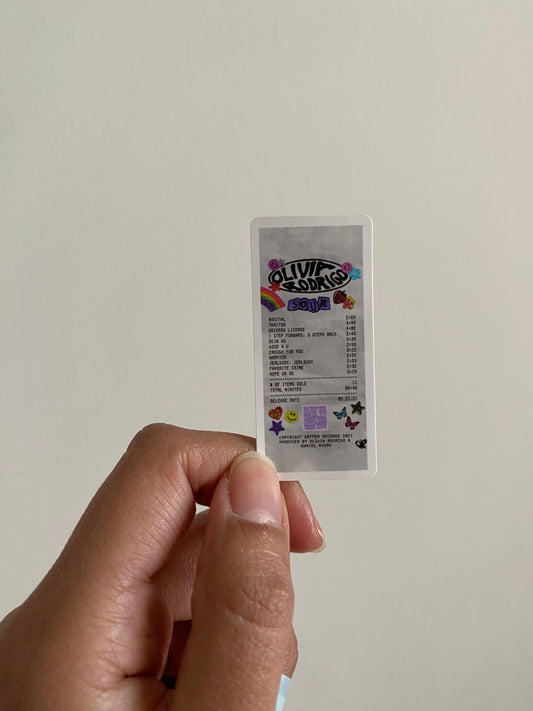 OLIVIA
RODRIGO
SOUR
BRUTAL 2:23
TRAITOR 3:49
DRIVERS LICENSE 4:02
1 STEP FORWARD, 3 STEPS BACK 2:43
DEJA VU 3:35
GOOD 4 U 2:58
ENOUGH FOR YOU 3:22
HAPPIER 2:55
JEALOUSY, JEALOUSY 2:53
FAVORITE CRIME 2:32
HOPE UR OK 3:29
# OF ITEMS SOLD 11
TOTAL MINUTES 34:46
RELEASE DATE 05.21.21
COPYRIGHT GEFFEN RECORDS 2021
PRODUCED BY OLIVIA RODRIGO &
DANIEL NIGRO